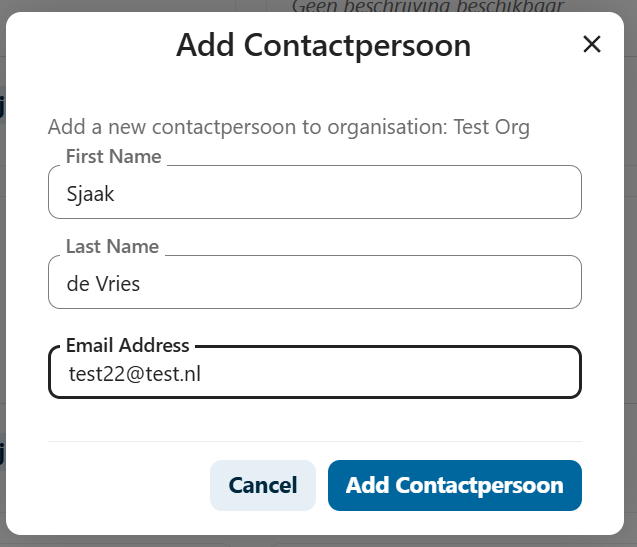 Geen beschrijving beschikbaar
Add Contactpersoon
Add a new contactpersoon to organisation: Test Org
First Name
Sjaak
Last Name
de Vries
Email Address
test22@test.nl
Cancel
Add Contactpersoon